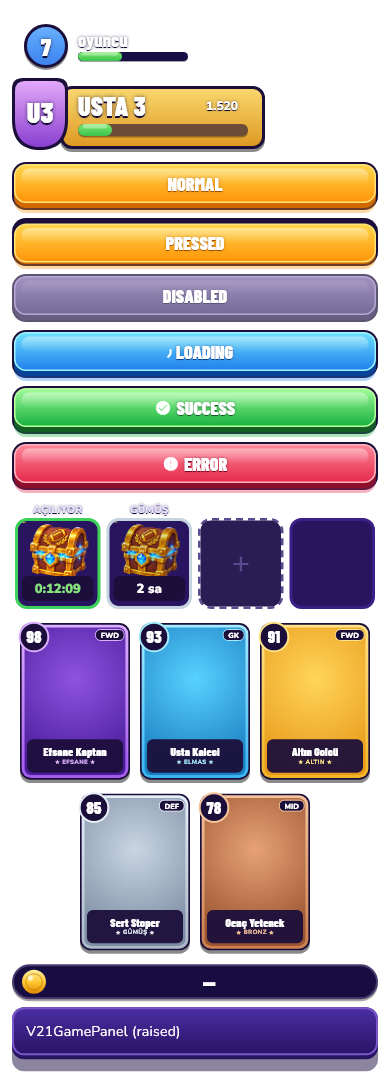 7
oyuncu
U3
USTA 3
1.520
NORMAL
PRESSED
DISABLED
LOADING
SUCCESS
ERROR
AÇILIYOR
GÜMÜŞ
0:12:09
2 sa
+
98
FWD
Efsane Kaptan
★ EFSANE ★
93
GK
Usta Kaleci
★ ELMAS ★
91
FWD
Altın Golcü
★ ALTIN ★
85
DEF
Sert Stoper
★ GÜMÜŞ ★
78
MID
Genç Yetenek
★ BRONZ ★
–
V21GamePanel (raised)